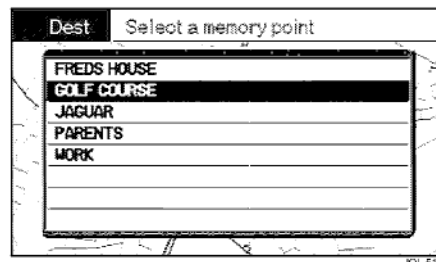 Dest Select a memory point
FREDS HOUSE
GOLF COURSE
JAGUAR
PARENTS
WORK